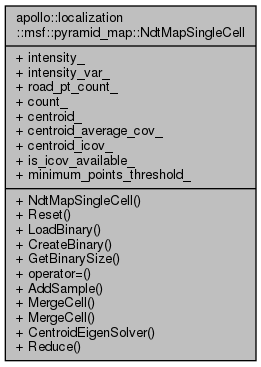 apollo::localization
::msf::pyramid_map::NdtMapSingleCell
+ intensity_
+ intensity_var_
+ road_pt_count_
+ count_
+ centroid_
+ centroid_average_cov_
+ centroid_icov_
+ is_icov_available_
+ minimum_points_threshold_
+ NdtMapSingleCell()
+ Reset()
+ LoadBinary()
+ CreateBinary()
+ GetBinarySize()
+ operator=()
+ AddSample()
+ MergeCell()
+ MergeCell()
+ CentroidEigenSolver()
+ Reduce()